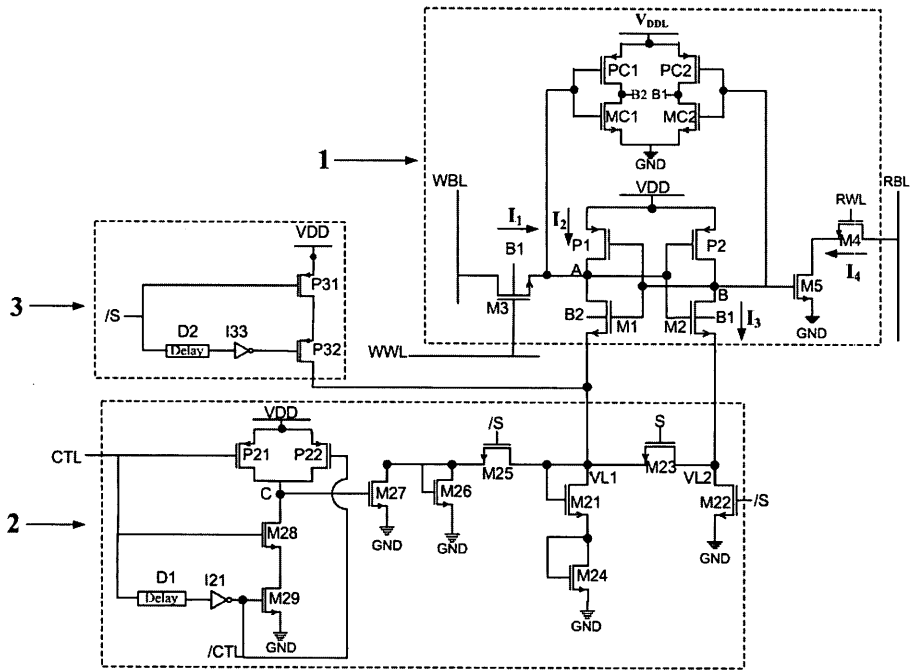 V_DDL
PC1
PC2
B2 B1
MC1
MC2
GND
1
WBL
VDD
RBL
RWL
I₁
I₂
B1
P1
P2
M4
A
I₄
M5
B
M3
B2
M1
M2
B1
I₃
GND
WWL
VDD
P31
3
/S
D2
I33
Delay
P32
VDD
CTL
P21
P22
/S
S
C
M27
M26
M25
VL1
M23
VL2
M21
M22
/S
2
GND
GND
M28
GND
D1
I21
Delay
M29
M24
GND
GND
/CTL